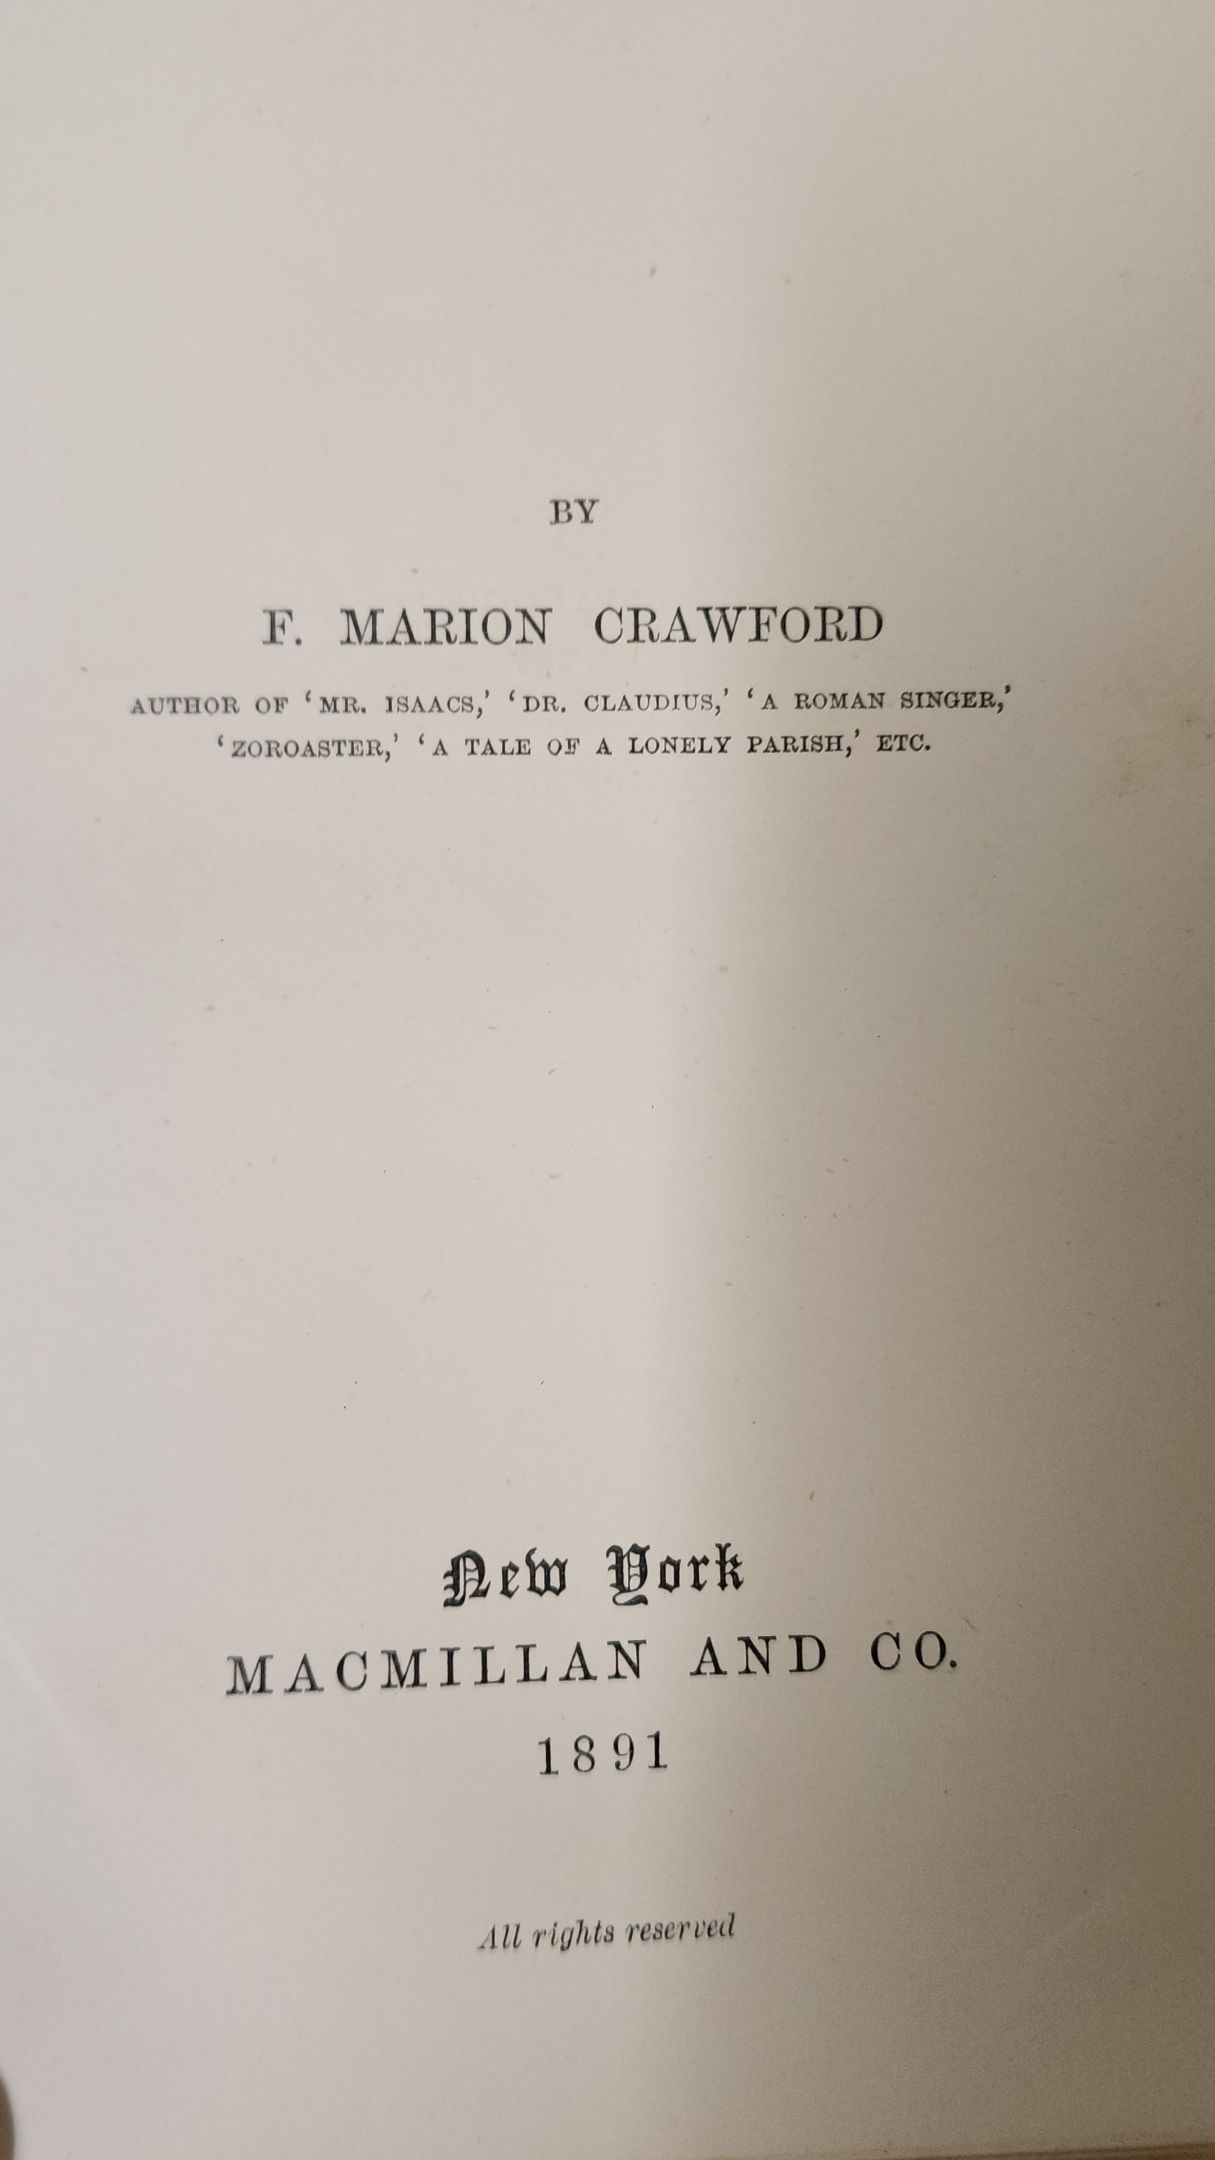 BY
F. MARION CRAWFORD
AUTHOR OF ‘MR. ISAACS,’ ‘DR. CLAUDIUS,’ ‘A ROMAN SINGER,’
‘ZOROASTER,’ ‘A TALE OF A LONELY PARISH,’ ETC.
New York
MACMILLAN AND CO.
1891
All rights reserved